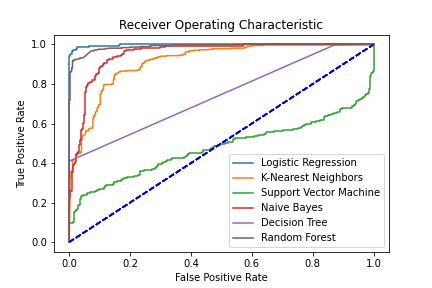 Receiver Operating Characteristic
1.0
0.8
0.6
0.4
0.2
0.0
True Positive Rate
Logistic Regression
K-Nearest Neighbors
Support Vector Machine
Naive Bayes
Decision Tree
Random Forest
0.0 0.2 0.4 0.6 0.8 1.0
False Positive Rate